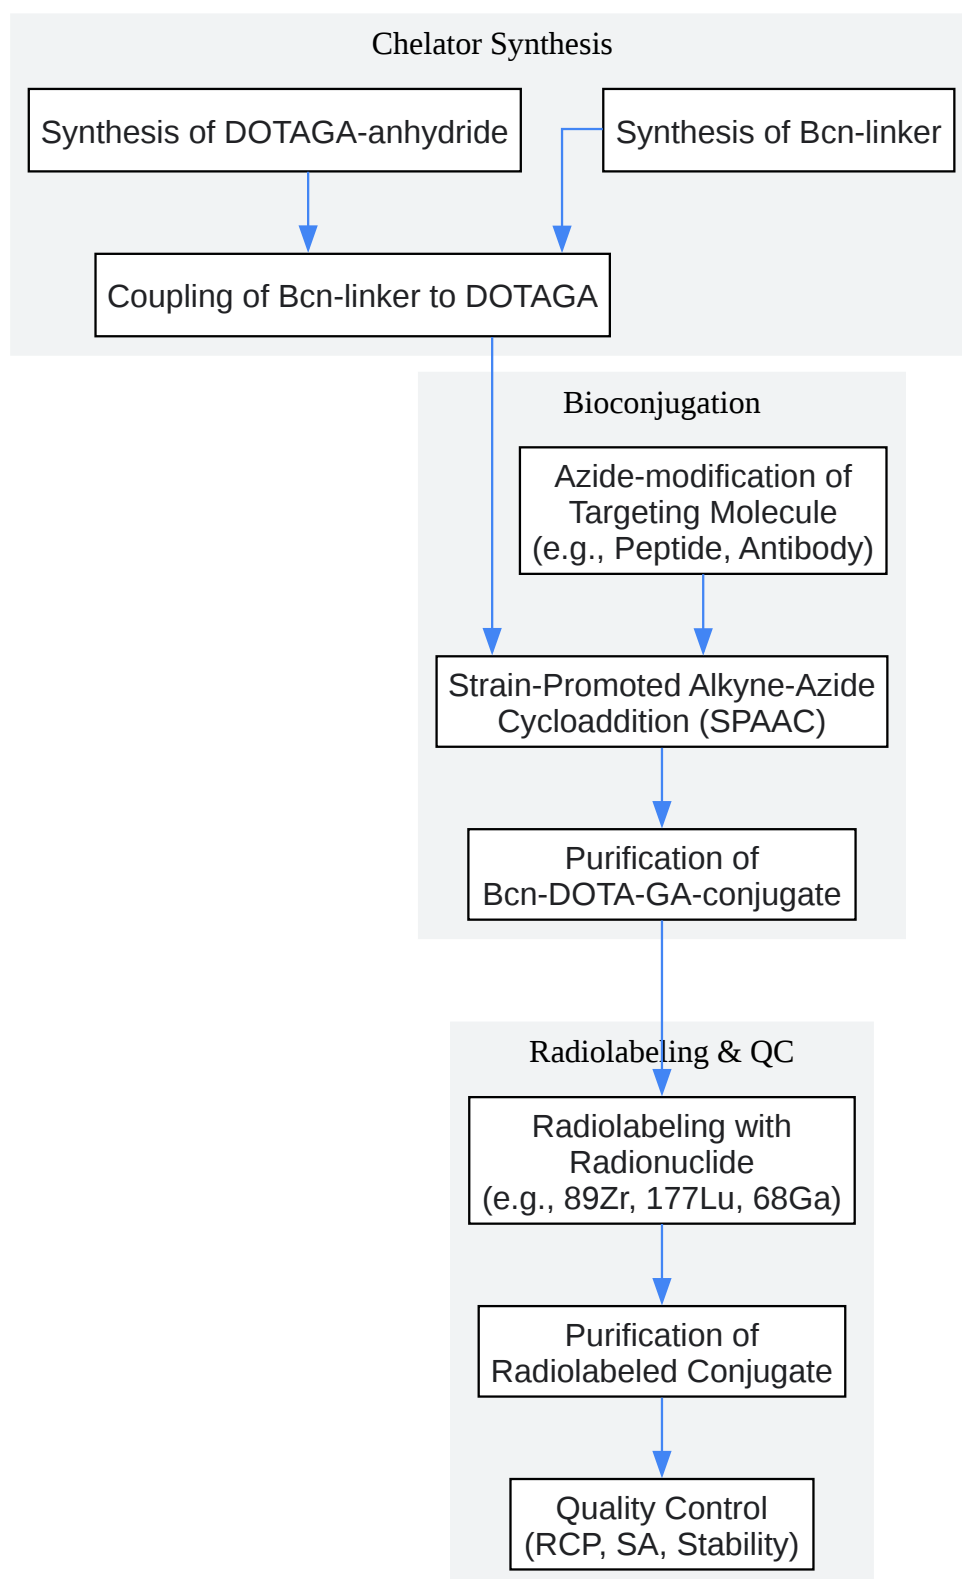 Chelator Synthesis
Synthesis of DOTAGA-anhydride
Synthesis of Bcn-linker
Coupling of Bcn-linker to DOTAGA
Bioconjugation
Azide-modification of
Targeting Molecule
(e.g., Peptide, Antibody)
Strain-Promoted Alkyne-Azide
Cycloaddition (SPAAC)
Purification of
Bcn-DOTA-GA-conjugate
Radiolabeling & QC
Radiolabeling with
Radionuclide
(e.g., 89Zr, 177Lu, 68Ga)
Purification of
Radiolabeled Conjugate
Quality Control
(RCP, SA, Stability)